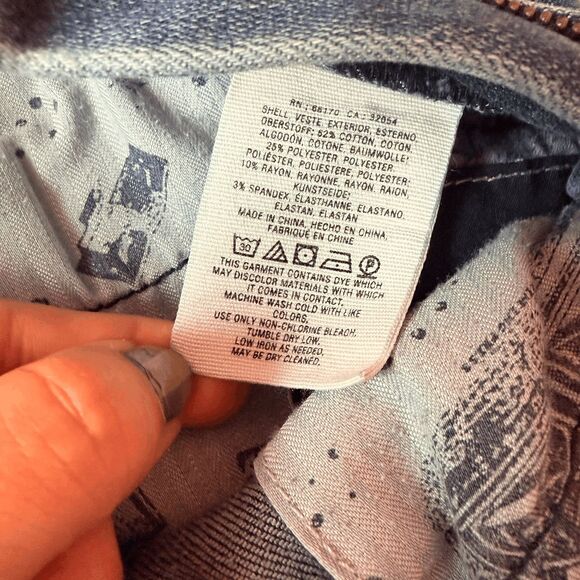 RN : 66170 CA : 32054
SHELL, VESTE, EXTERIOR, ESTERNO
OBERSTOFF: 62% COTTON, COTON,
ALGODÓN, COTONE, BAUMWOLLE;
25% POLYESTER, POLYESTER,
POLIÉSTER, POLIESTERE, POLYESTER;
10% RAYON, RAYONNE, RAYON, RAION,
KUNSTSEIDE;
3% SPANDEX, ÉLASTHANNE, ELASTANO,
ELASTAN, ELASTAN
MADE IN CHINA, HECHO EN CHINA,
FABRIQUÉ EN CHINE
30 P
THIS GARMENT CONTAINS DYE WHICH
MAY DISCOLOR MATERIALS WITH WHICH
IT COMES IN CONTACT.
MACHINE WASH COLD WITH LIKE
COLORS.
USE ONLY NON-CHLORINE BLEACH.
TUMBLE DRY LOW.
LOW IRON AS NEEDED.
MAY BE DRY CLEANED.